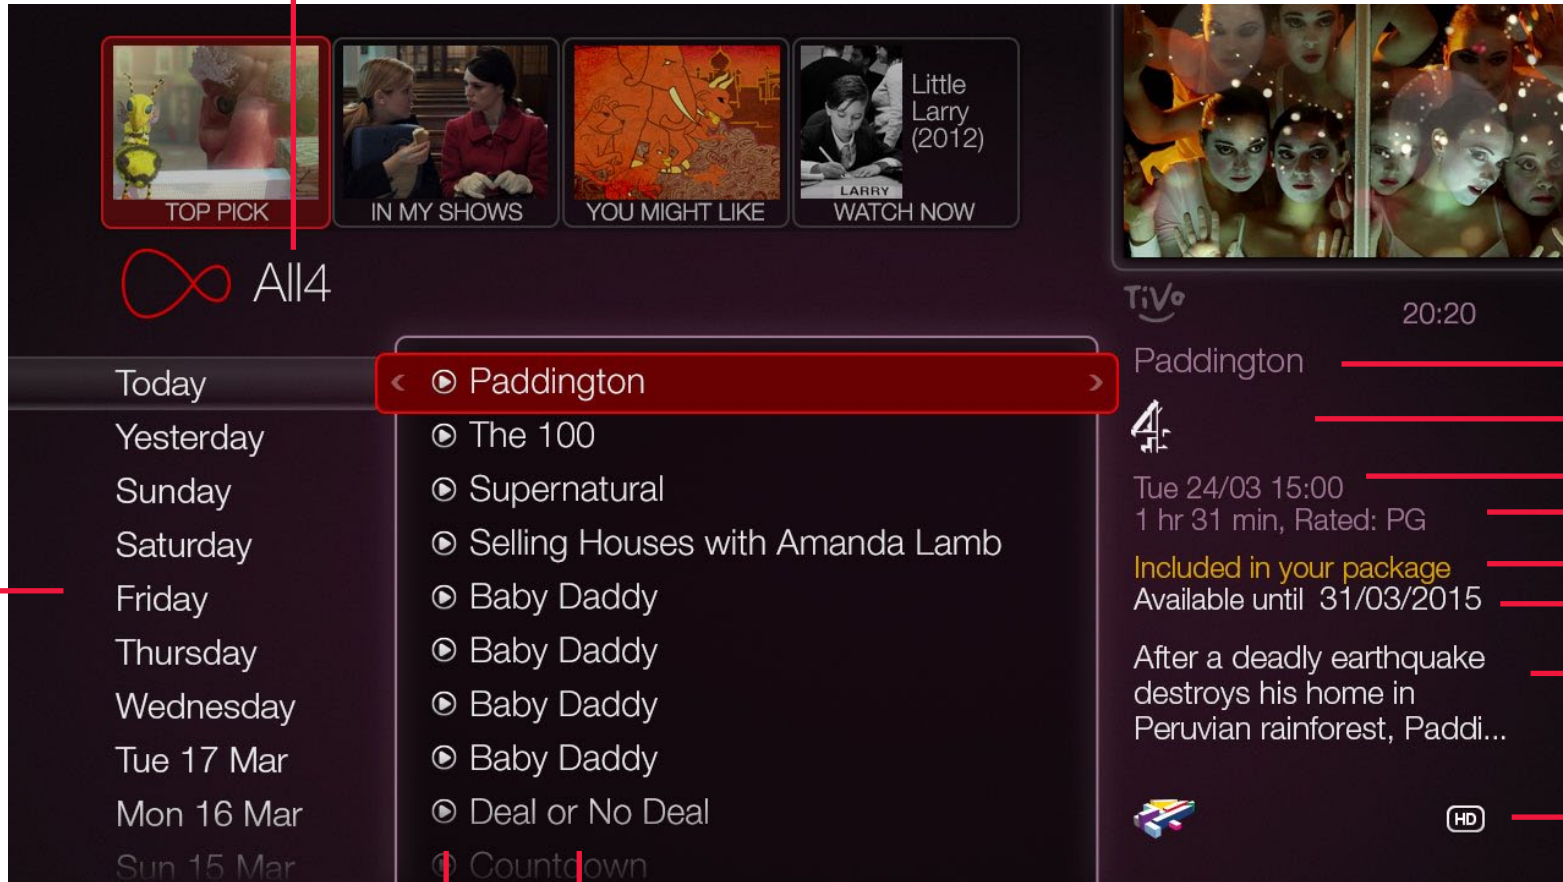 TOP PICK
IN MY SHOWS
YOU MIGHT LIKE
Little
Larry
(2012)
LARRY
WATCH NOW
All4
TiVo
20:20
Today
Yesterday
Sunday
Saturday
Friday
Thursday
Wednesday
Tue 17 Mar
Mon 16 Mar
Sun 15 Mar
Paddington
The 100
Supernatural
Selling Houses with Amanda Lamb
Baby Daddy
Baby Daddy
Baby Daddy
Baby Daddy
Deal or No Deal
Countdown
Paddington
4
Tue 24/03 15:00
1 hr 31 min, Rated: PG
Included in your package
Available until 31/03/2015
After a deadly earthquake
destroys his home in
Peruvian rainforest, Paddi...
HD